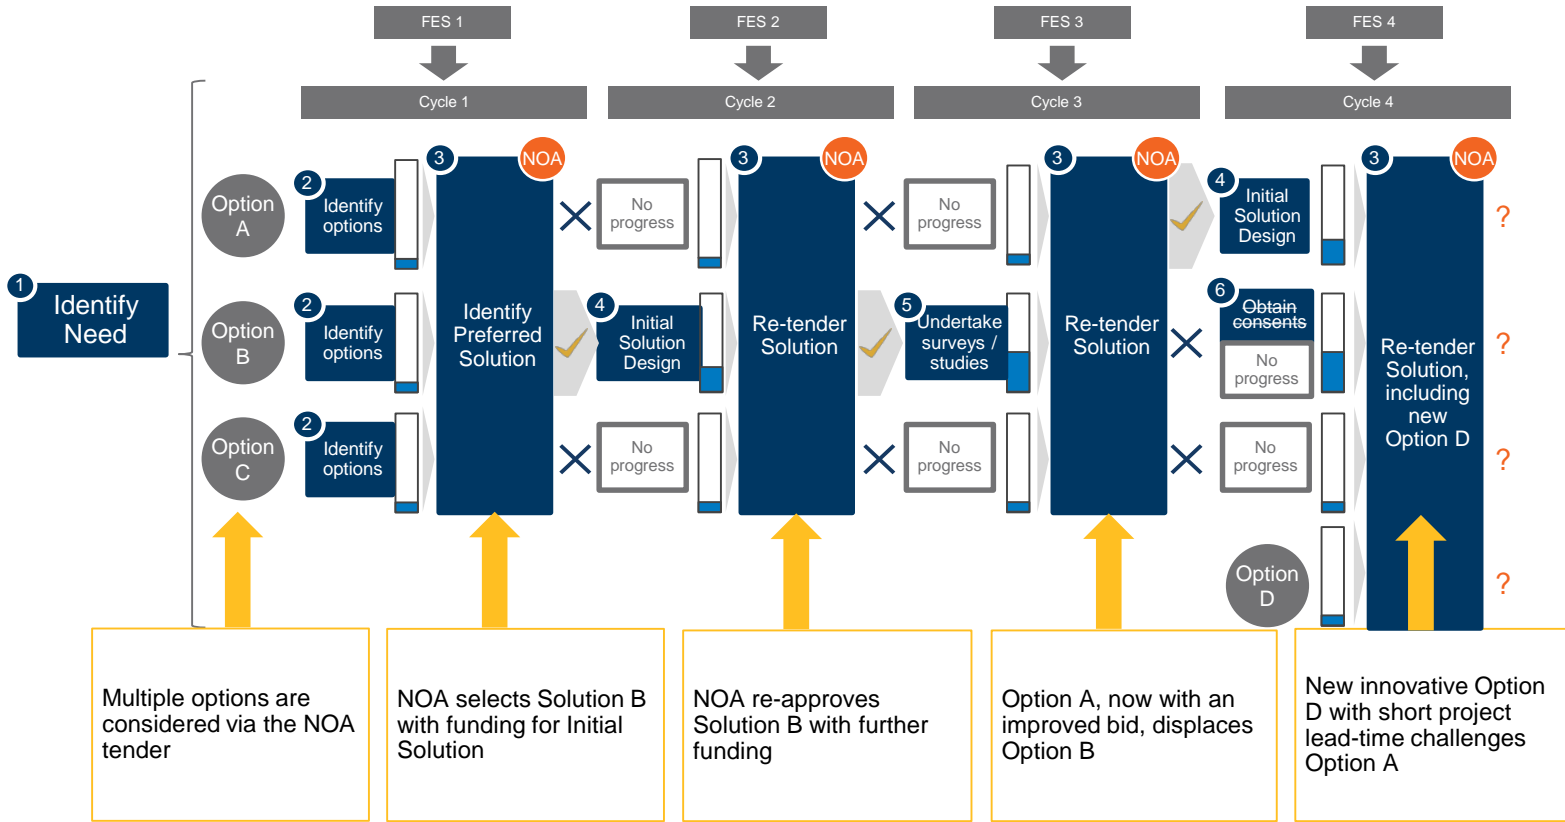 FES 1
FES 2
FES 3
FES 4
Cycle 1
Cycle 2
Cycle 3
Cycle 4
1
Identify
Need
Option
A
2
Identify
options
Option
B
2
Identify
options
Option
C
2
Identify
options
3
NOA
Identify
Preferred
Solution
No
progress
4
Initial
Solution
Design
No
progress
3
NOA
Re-tender
Solution
No
progress
5
Undertake
surveys /
studies
No
progress
3
NOA
Re-tender
Solution
4
Initial
Solution
Design
6
Obtain
consents
No
progress
No
progress
Option
D
3
NOA
Re-tender
Solution,
including
new
Option D
?
?
?
?
Multiple options are
considered via the NOA
tender
NOA selects Solution B
with funding for Initial
Solution
NOA re-approves
Solution B with further
funding
Option A, now with an
improved bid, displaces
Option B
New innovative Option
D with short project
lead-time challenges
Option A